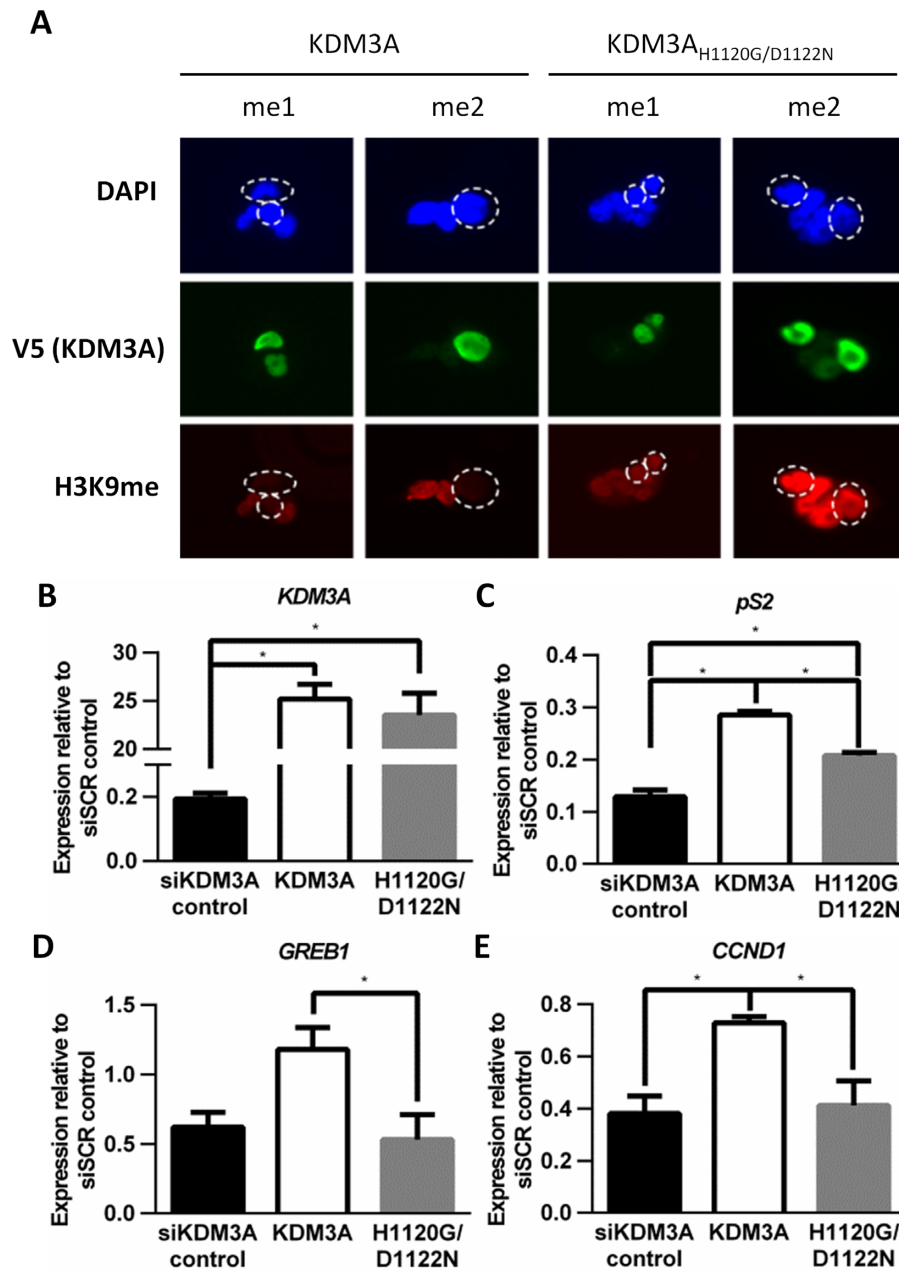 A
KDM3A KDM3A H1120G/D1122N
me1 me2 me1 me2
DAPI
V5 (KDM3A)
H3K9me
B
KDM3A
Expression relative to
siSCR control
30
25
20
0.2
0.0
*
*
siKDM3A
control
KDM3A
H1120G/
D1122N
C
pS2
Expression relative to
siSCR control
0.4
0.3
0.2
0.1
0.0
*
* *
siKDM3A
control
KDM3A
H1120G/
D1122N
D
GREB1
Expression relative to
siSCR control
1.5
1.0
0.5
0.0
*
siKDM3A
control
KDM3A
H1120G/
D1122N
E
CCND1
Expression relative to
siSCR control
0.8
0.6
0.4
0.2
0.0
* *
siKDM3A
control
KDM3A
H1120G/
D1122N